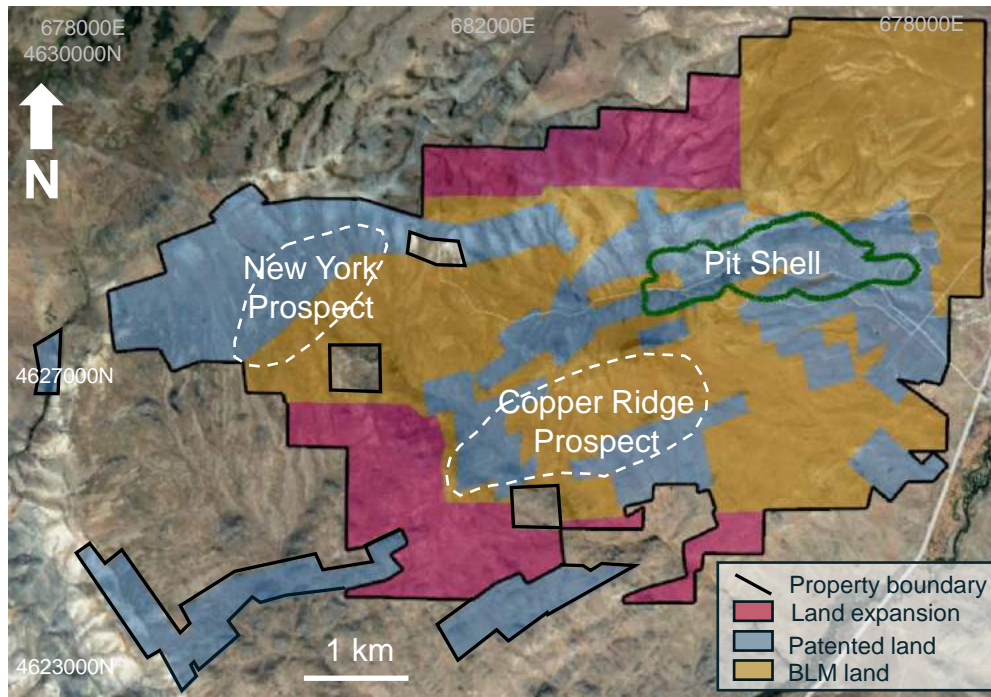 678000E
682000E
678000E
4630000N
N
New York
Prospect
Pit Shell
4627000N
Copper Ridge
Prospect
4623000N
1 km
Property boundary
Land expansion
Patented land
BLM land